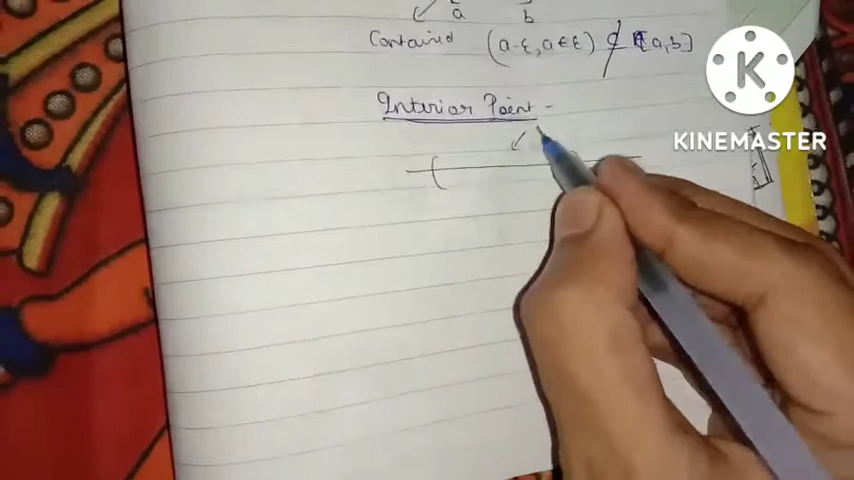 a b
Contained (a-ε, a∈ε) ⊄ [a,b]
Interior Point -
K
KINEMASTER